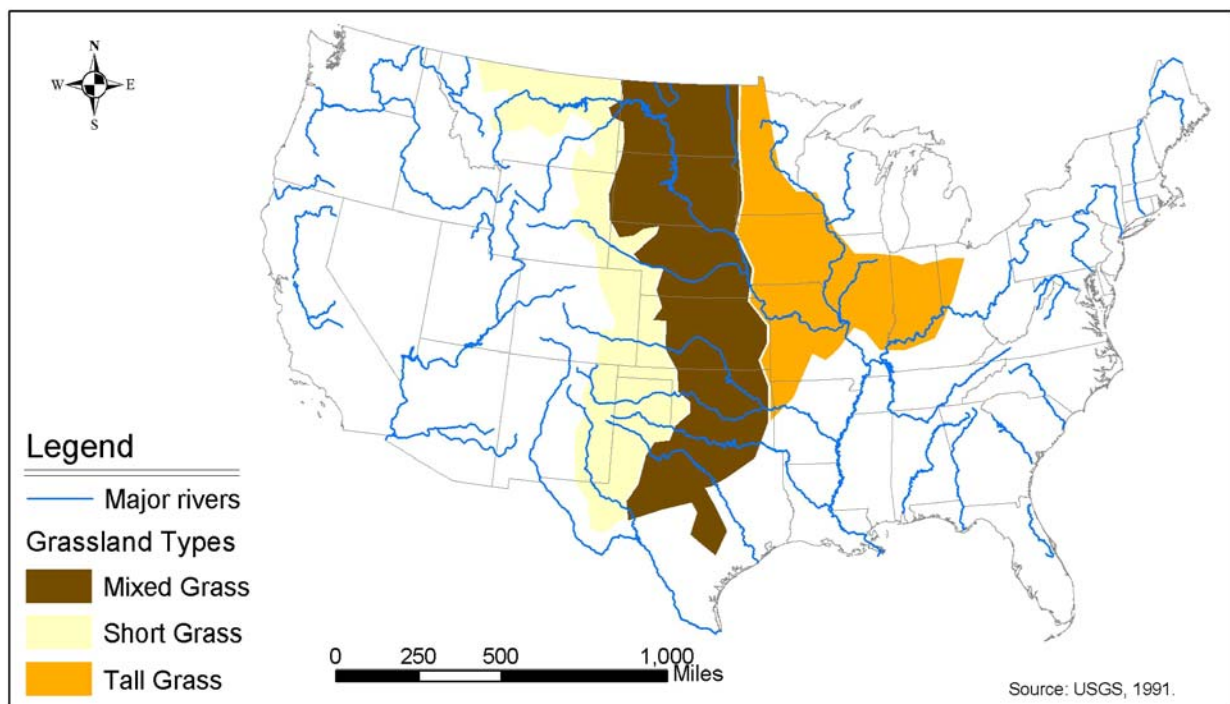 N
W E
S
Legend
Major rivers
Grassland Types
Mixed Grass
Short Grass
Tall Grass
0 250 500 1,000
Miles
Source: USGS, 1991.